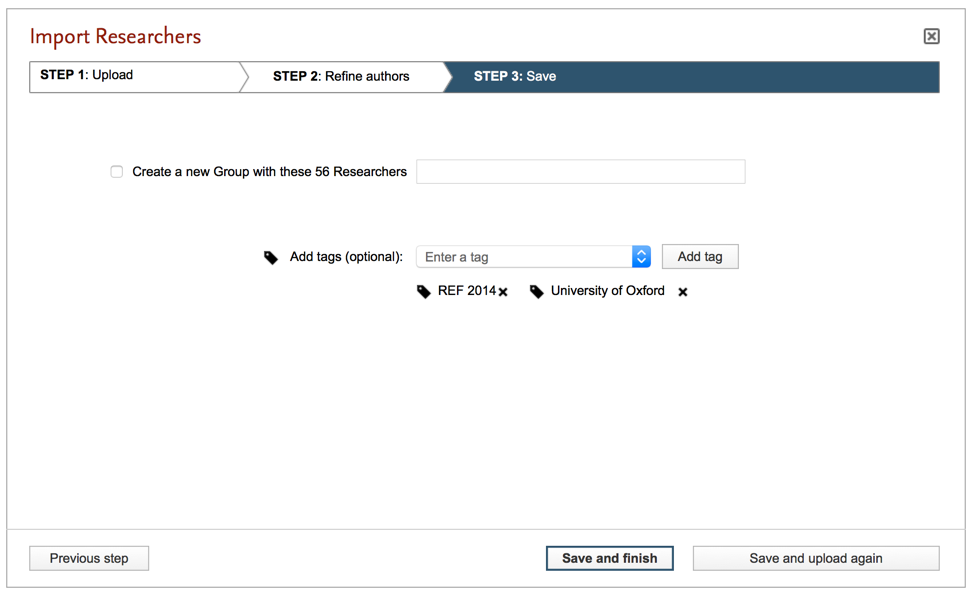 Import Researchers
STEP 1: Upload
STEP 2: Refine authors
STEP 3: Save
Create a new Group with these 56 Researchers
Add tags (optional):
Enter a tag
Add tag
REF 2014
University of Oxford
Previous step
Save and finish
Save and upload again